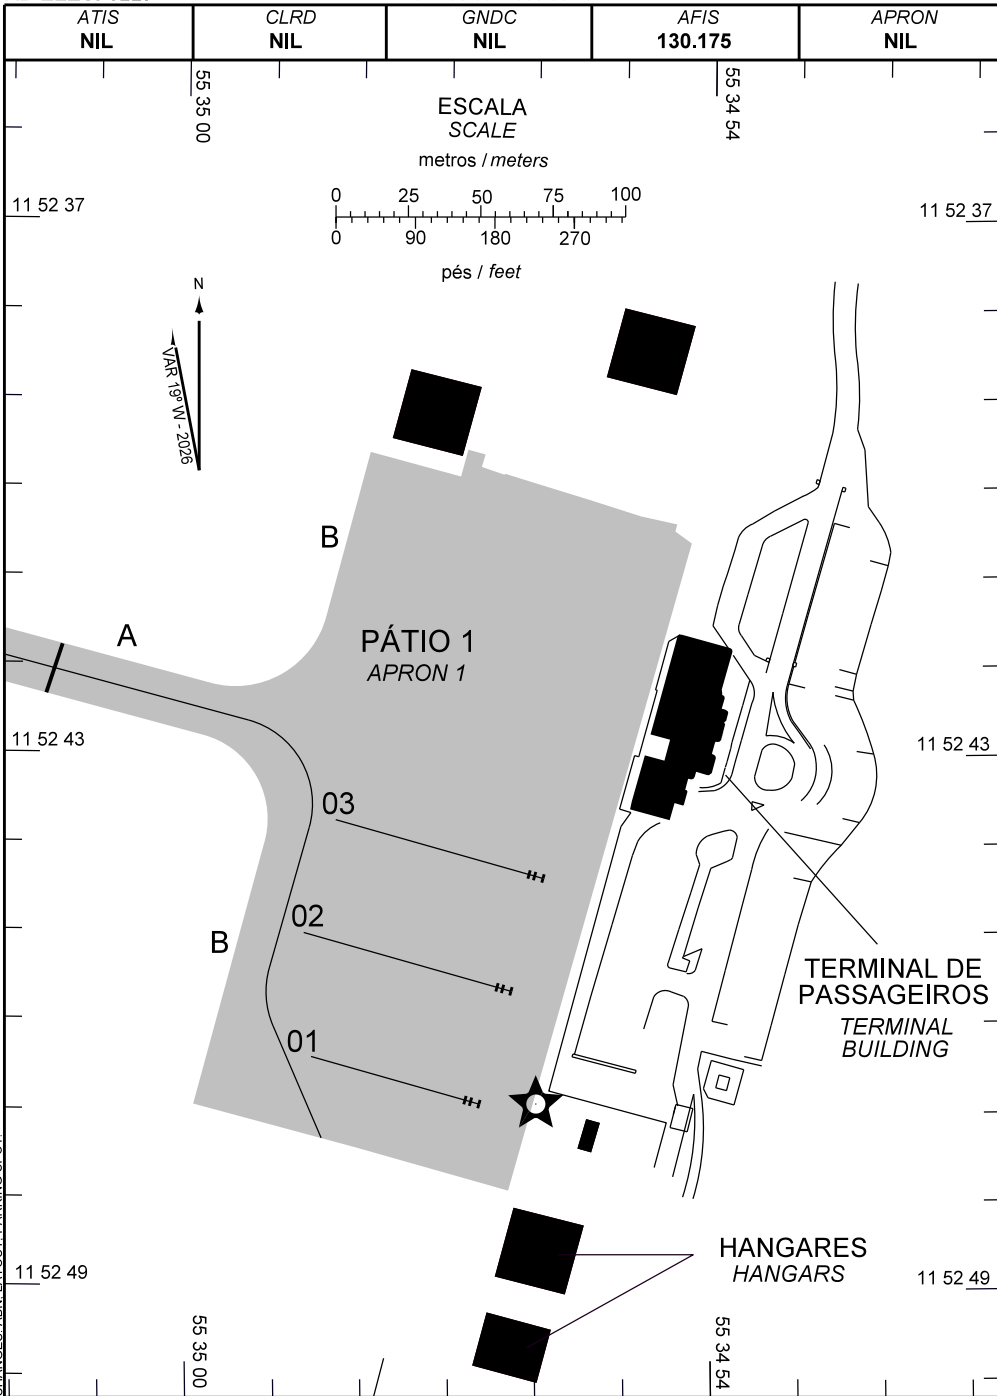 ATIS
NIL
CLRD
NIL
GNDC
NIL
AFIS
130.175
APRON
NIL
55 35 00
55 34 54
ESCALA
SCALE
metros / meters
0 25 50 75 100
0 90 180 270
pés / feet
11 52 37
11 52 37
N
VAR 19º W - 2026
B
A
PÁTIO 1
APRON 1
11 52 43
11 52 43
03
02
B
01
TERMINAL DE
PASSAGEIROS
TERMINAL
BUILDING
HANGARES
HANGARS
11 52 49
11 52 49
55 35 00
55 34 54